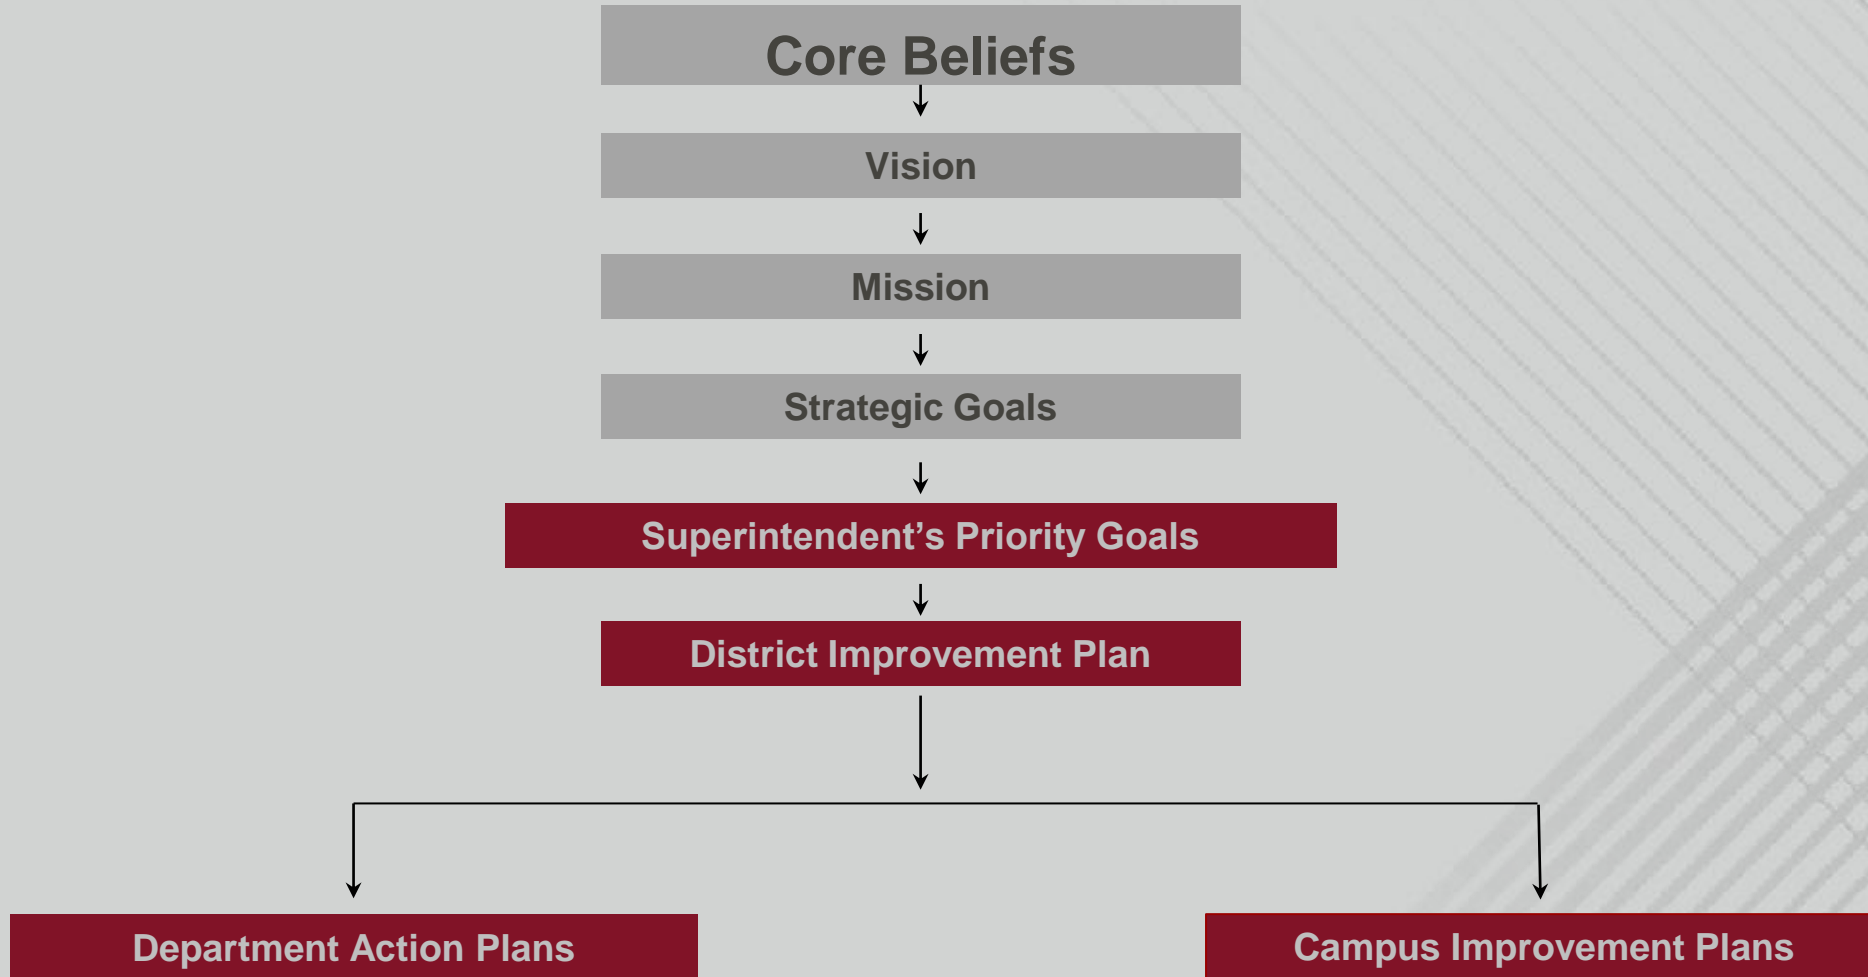 Core Beliefs
Vision
Mission
Strategic Goals
Superintendent’s Priority Goals
District Improvement Plan
Department Action Plans
Campus Improvement Plans